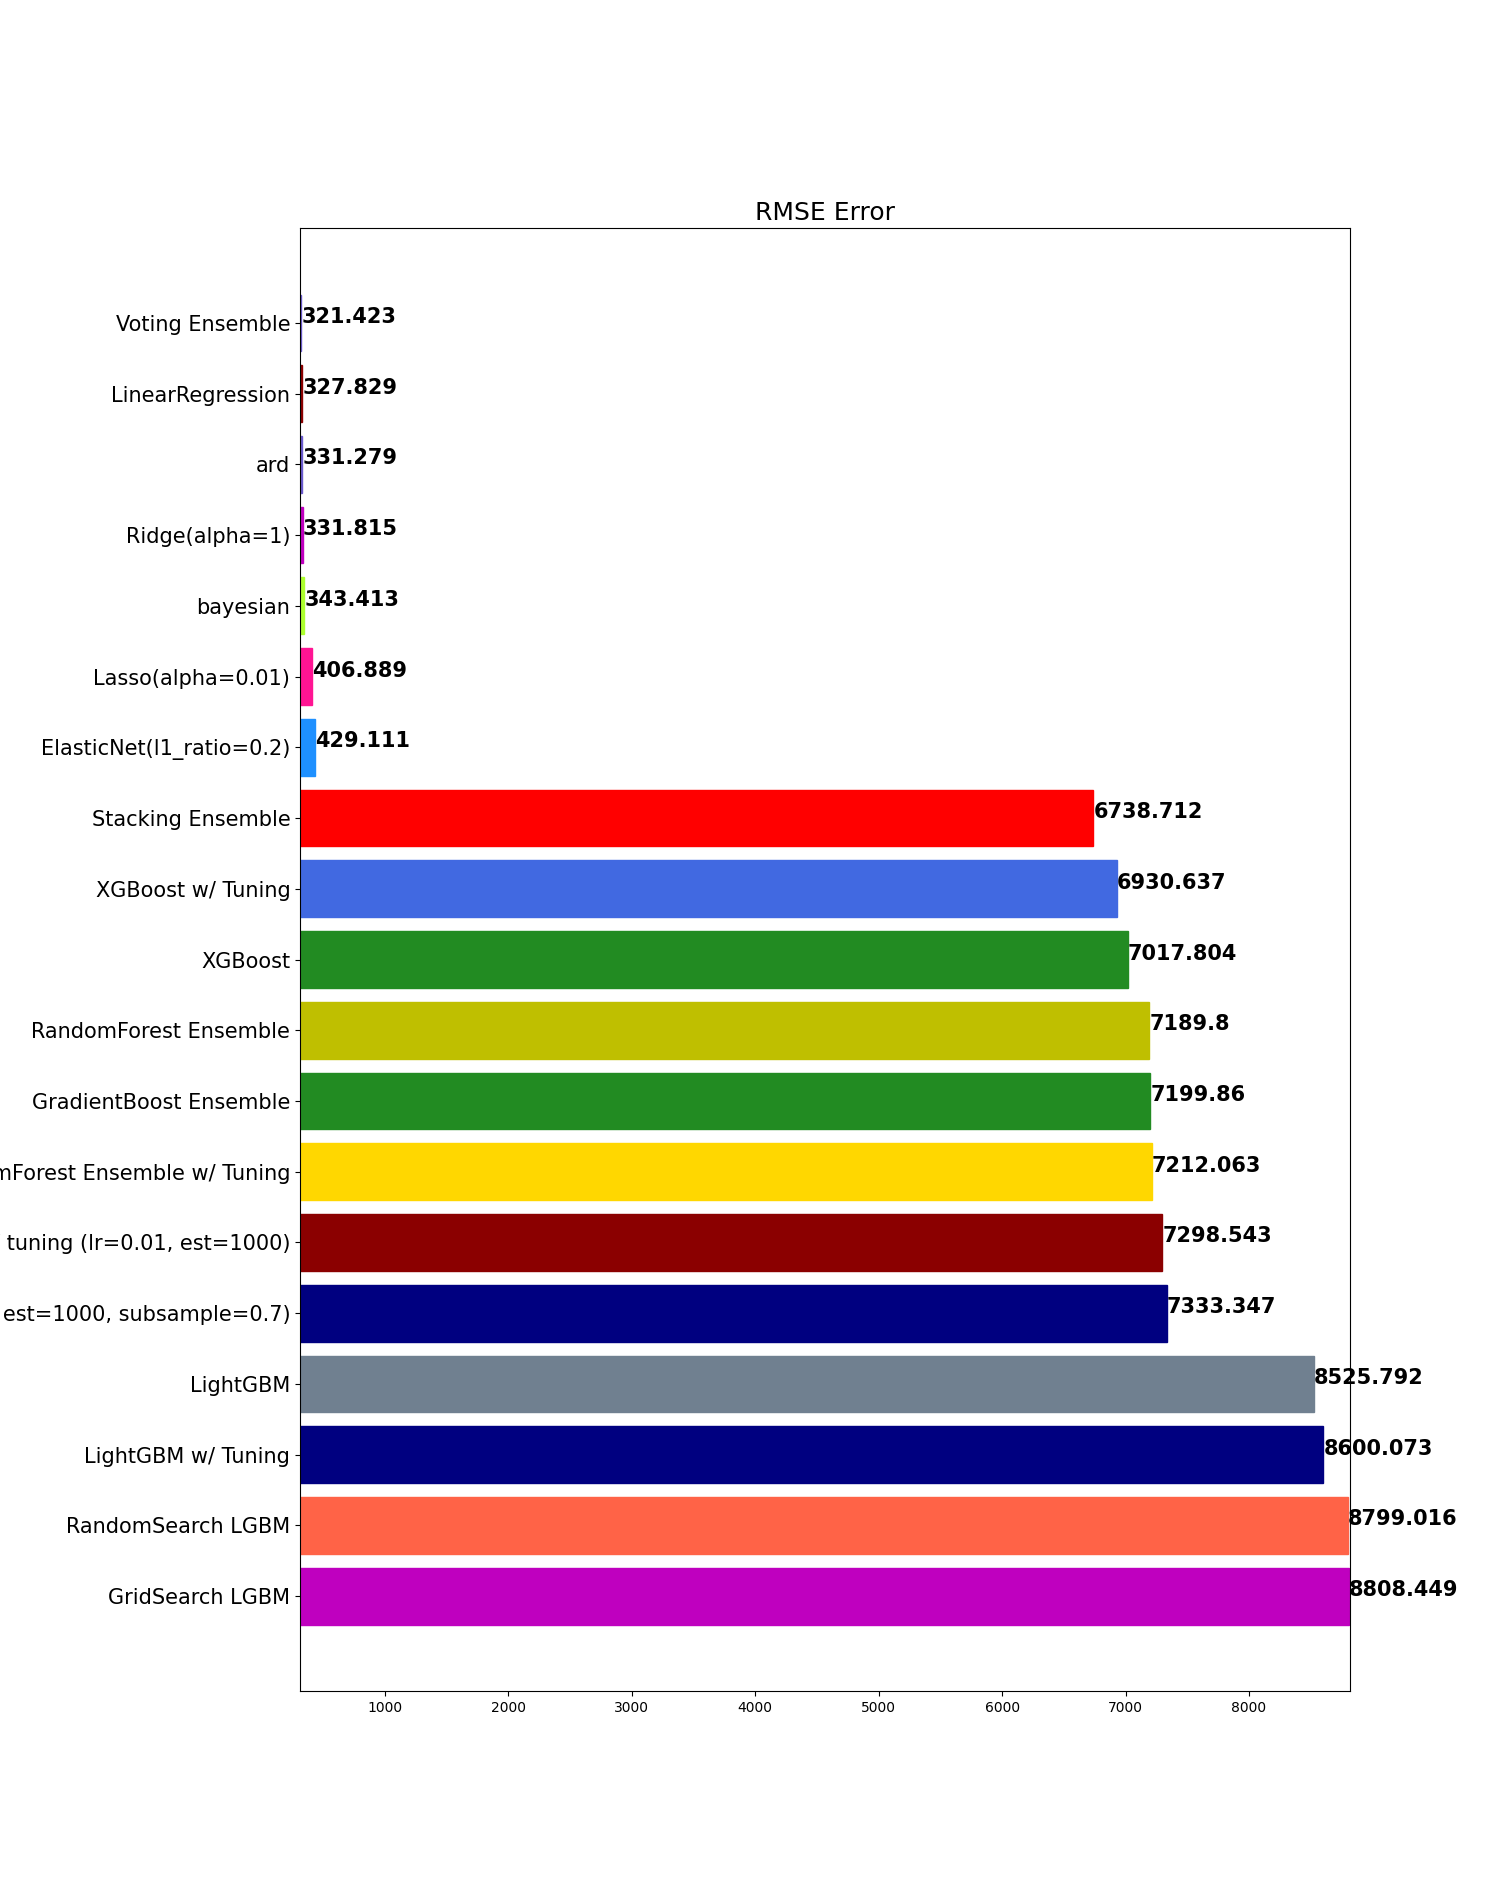 RMSE Error
Voting Ensemble 321.423
LinearRegression 327.829
ard 331.279
Ridge(alpha=1) 331.815
bayesian 343.413
Lasso(alpha=0.01) 406.889
ElasticNet(l1_ratio=0.2) 429.111
Stacking Ensemble 6738.712
XGBoost w/ Tuning 6930.637
XGBoost 7017.804
RandomForest Ensemble 7189.8
GradientBoost Ensemble 7199.86
mForest Ensemble w/ Tuning 7212.063
tuning (lr=0.01, est=1000) 7298.543
est=1000, subsample=0.7) 7333.347
LightGBM 8525.792
LightGBM w/ Tuning 8600.073
RandomSearch LGBM 8799.016
GridSearch LGBM 8808.449
1000 2000 3000 4000 5000 6000 7000 8000